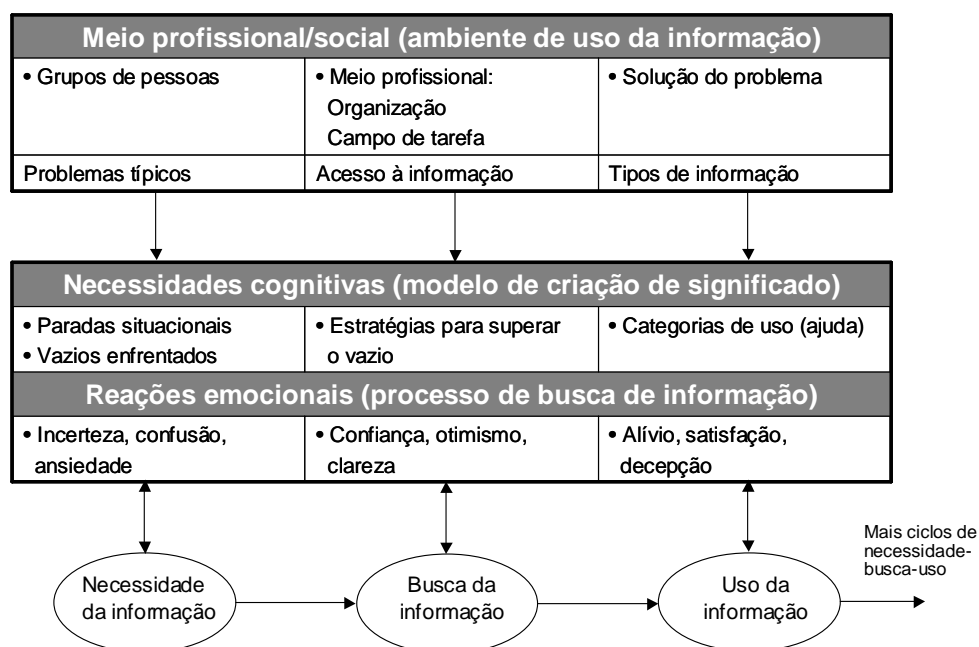 Meio profissional/social (ambiente de uso da informação)
• Grupos de pessoas
• Meio profissional:
Organização
Campo de tarefa
• Solução do problema
Problemas típicos
Acesso à informação
Tipos de informação
Necessidades cognitivas (modelo de criação de significado)
• Paradas situacionais
• Vazios enfrentados
• Estratégias para superar
o vazio
• Categorias de uso (ajuda)
Reações emocionais (processo de busca de informação)
• Incerteza, confusão,
ansiedade
• Confiança, otimismo,
clareza
• Alívio, satisfação,
decepção
Necessidade
da informação
Busca da
informação
Uso da
informação
Mais ciclos de
necessidade-
busca-uso